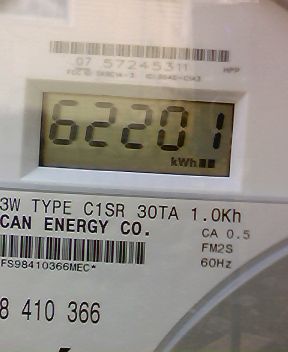 07 57245311
62201
kWh
3W TYPE C1SR 30TA 1.0Kh
CAN ENERGY CO.
CA 0.5
FM2S
60Hz
FS98410366MEC*
8 410 366